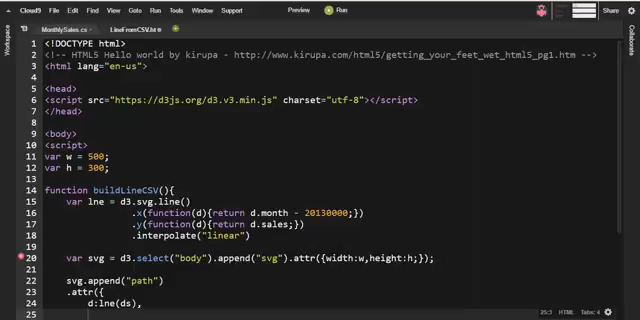 Cloud9 File Edit Find View Goto Run Tools Window Support Preview Run Share
MonthlySales.cs LineFromCSV.ht
Workspace
Collaborate
1 <!DOCTYPE html>
2 <!-- HTML5 Hello world by kirupa - http://www.kirupa.com/html5/getting_your_feet_wet_html5_pg1.htm -->
3 <html lang="en-us">
4
5 <head>
6 <script src="https://d3js.org/d3.v3.min.js" charset="utf-8"></script>
7 </head>
8
9 <body>
10 <script>
11 var w = 500;
12 var h = 300;
13
14 function buildLineCSV(){
15 var lne = d3.svg.line()
16 .x(function(d){return d.month - 20130000;})
17 .y(function(d){return d.sales;})
18 .interpolate("linear")
19
20 var svg = d3.select("body").append("svg").attr({width:w,height:h;});
21
22 svg.append("path")
23 .attr({
24 d:lne(ds),
25
25:3 HTML Tabs: 4